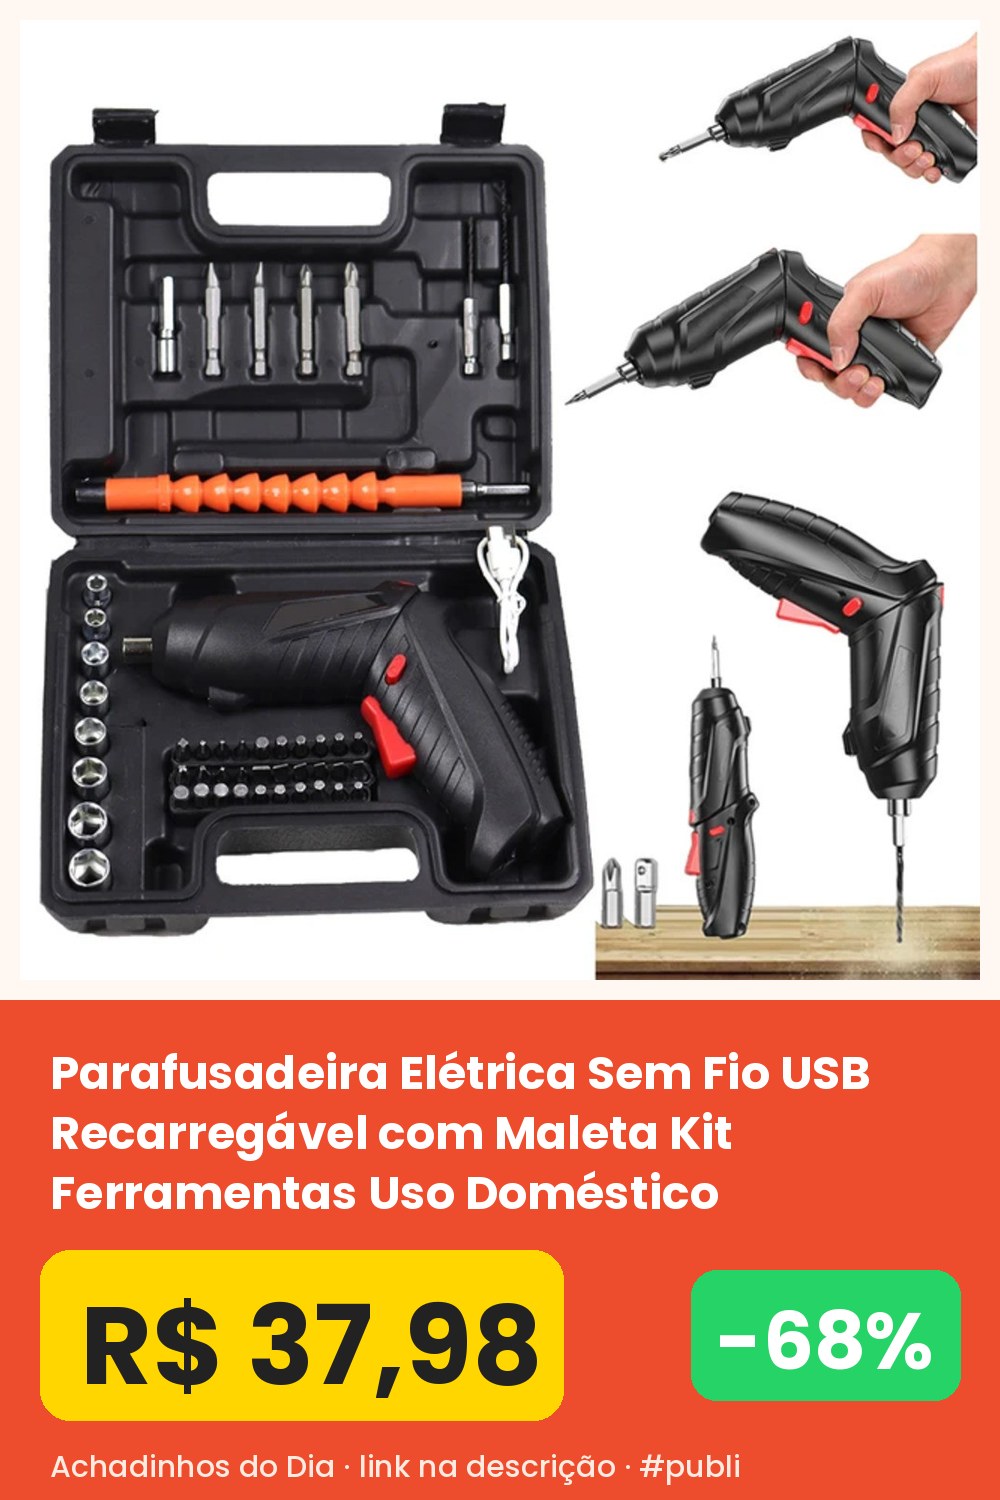 Parafusadeira Elétrica Sem Fio USB
Recarregável com Maleta Kit
Ferramentas Uso Doméstico
R$ 37,98
-68%
Achadinhos do Dia · link na descrição · #publi